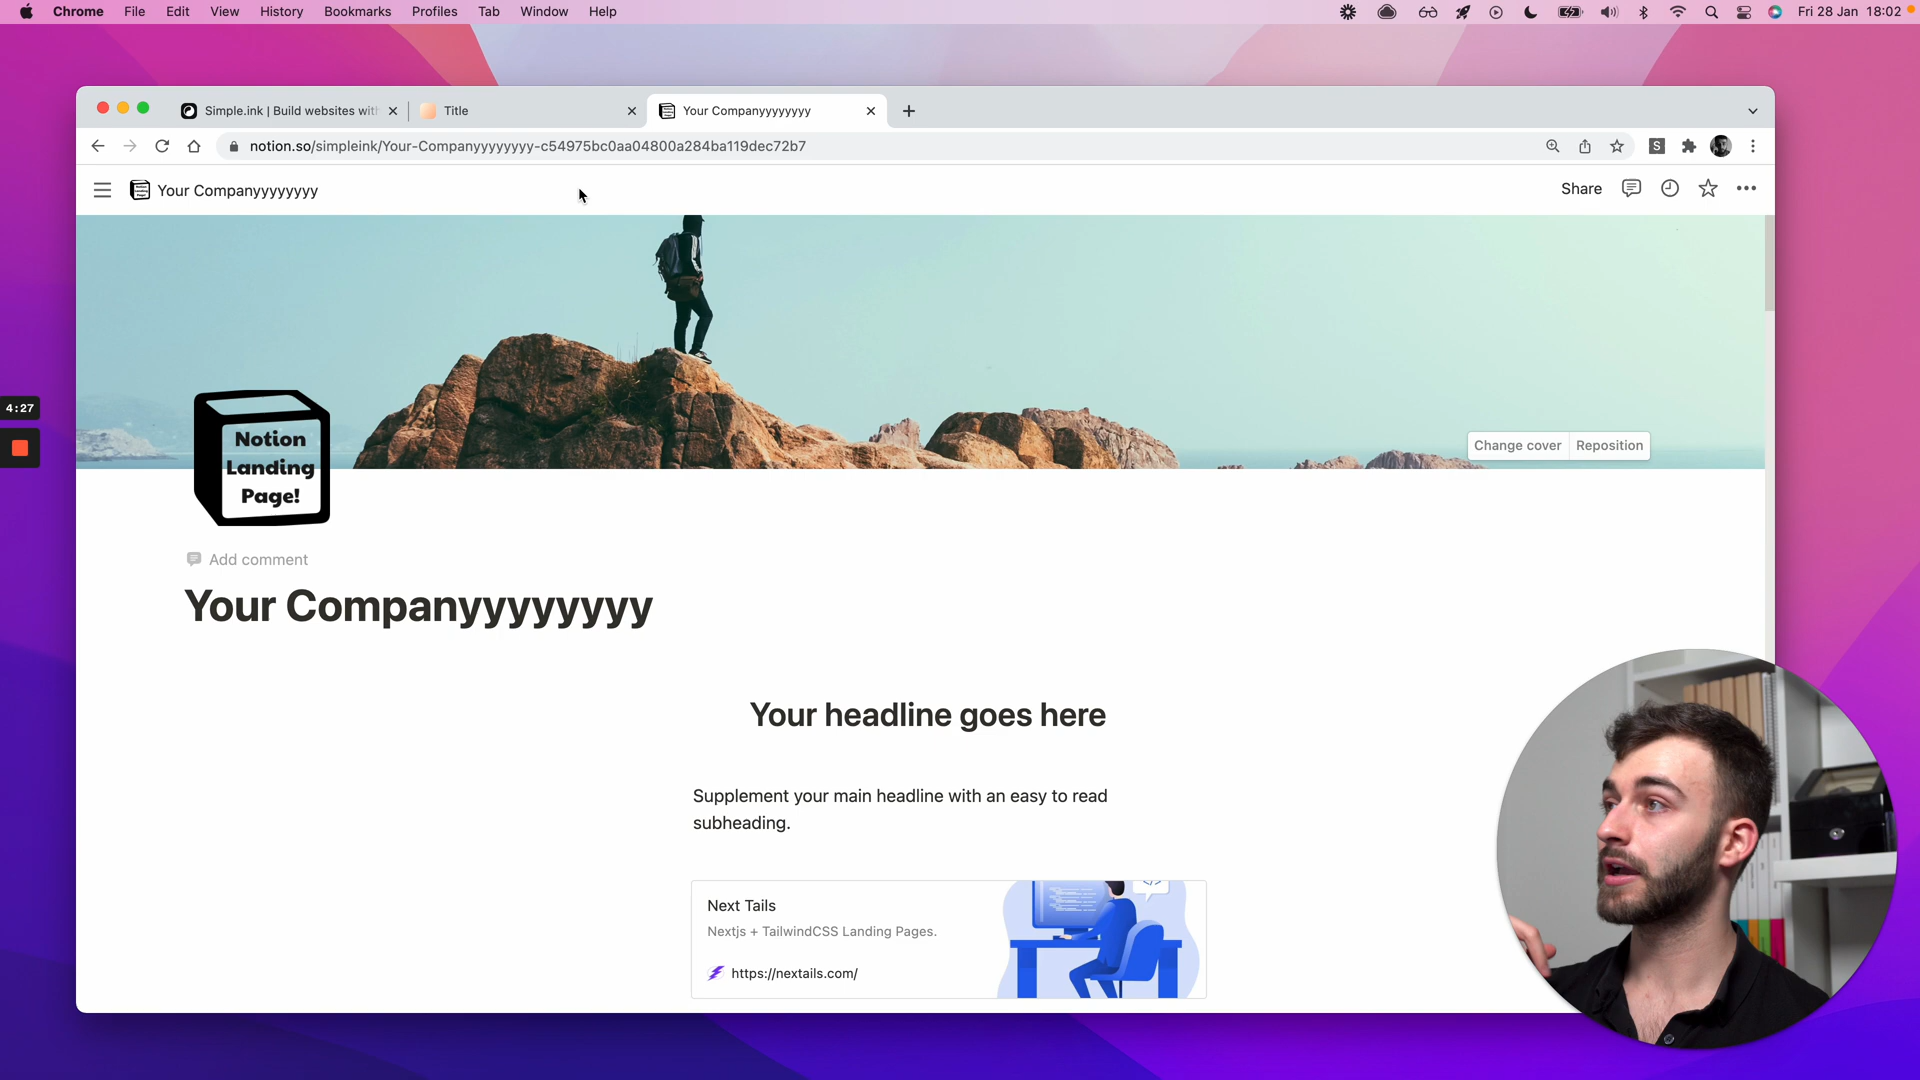 Chrome File Edit View History Bookmarks Profiles Tab Window Help Fri 28 Jan 18:02
Simple.ink | Build websites with
Title
Your Companyyyyyyyy
notion.so/simpleink/Your-Companyyyyyyyy-c54975bc0aa04800a284ba119dec72b7
S
Your Companyyyyyyyy
Share
4:27
Notion
Landing
Page!
Change cover Reposition
Add comment
Your Companyyyyyyyy
Your headline goes here
Supplement your main headline with an easy to read
subheading.
Next Tails
Nextjs + TailwindCSS Landing Pages.
</>
https://nextails.com/